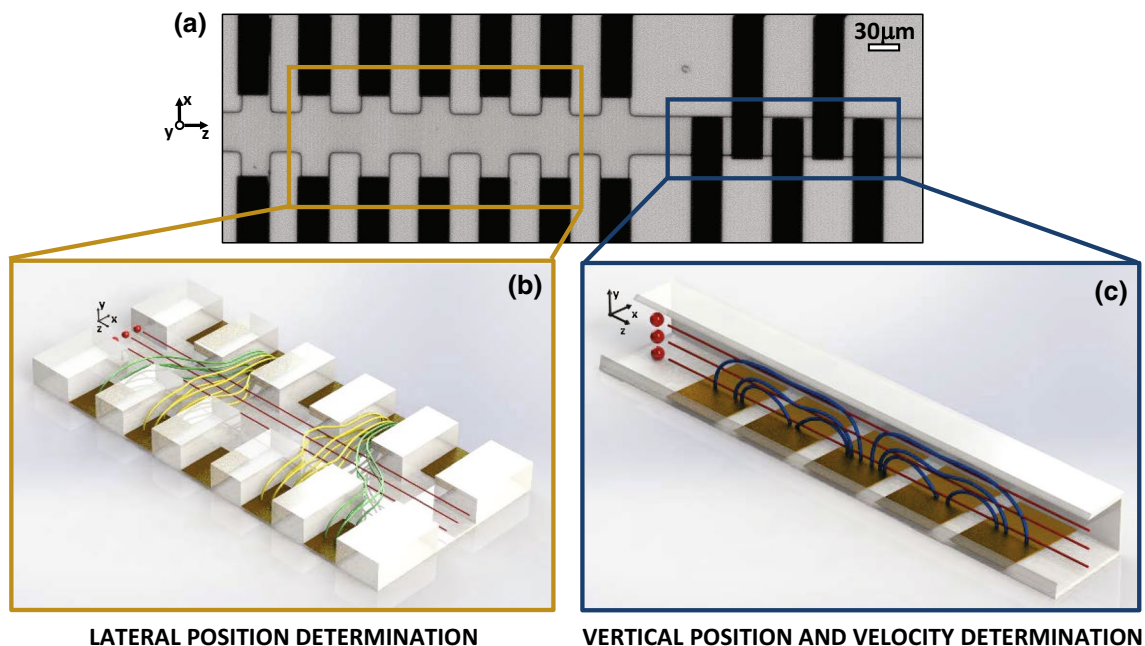 (a)
30µm
x
y
z
(b)
y
x
z
(c)
y
x
z
LATERAL POSITION DETERMINATION
VERTICAL POSITION AND VELOCITY DETERMINATION